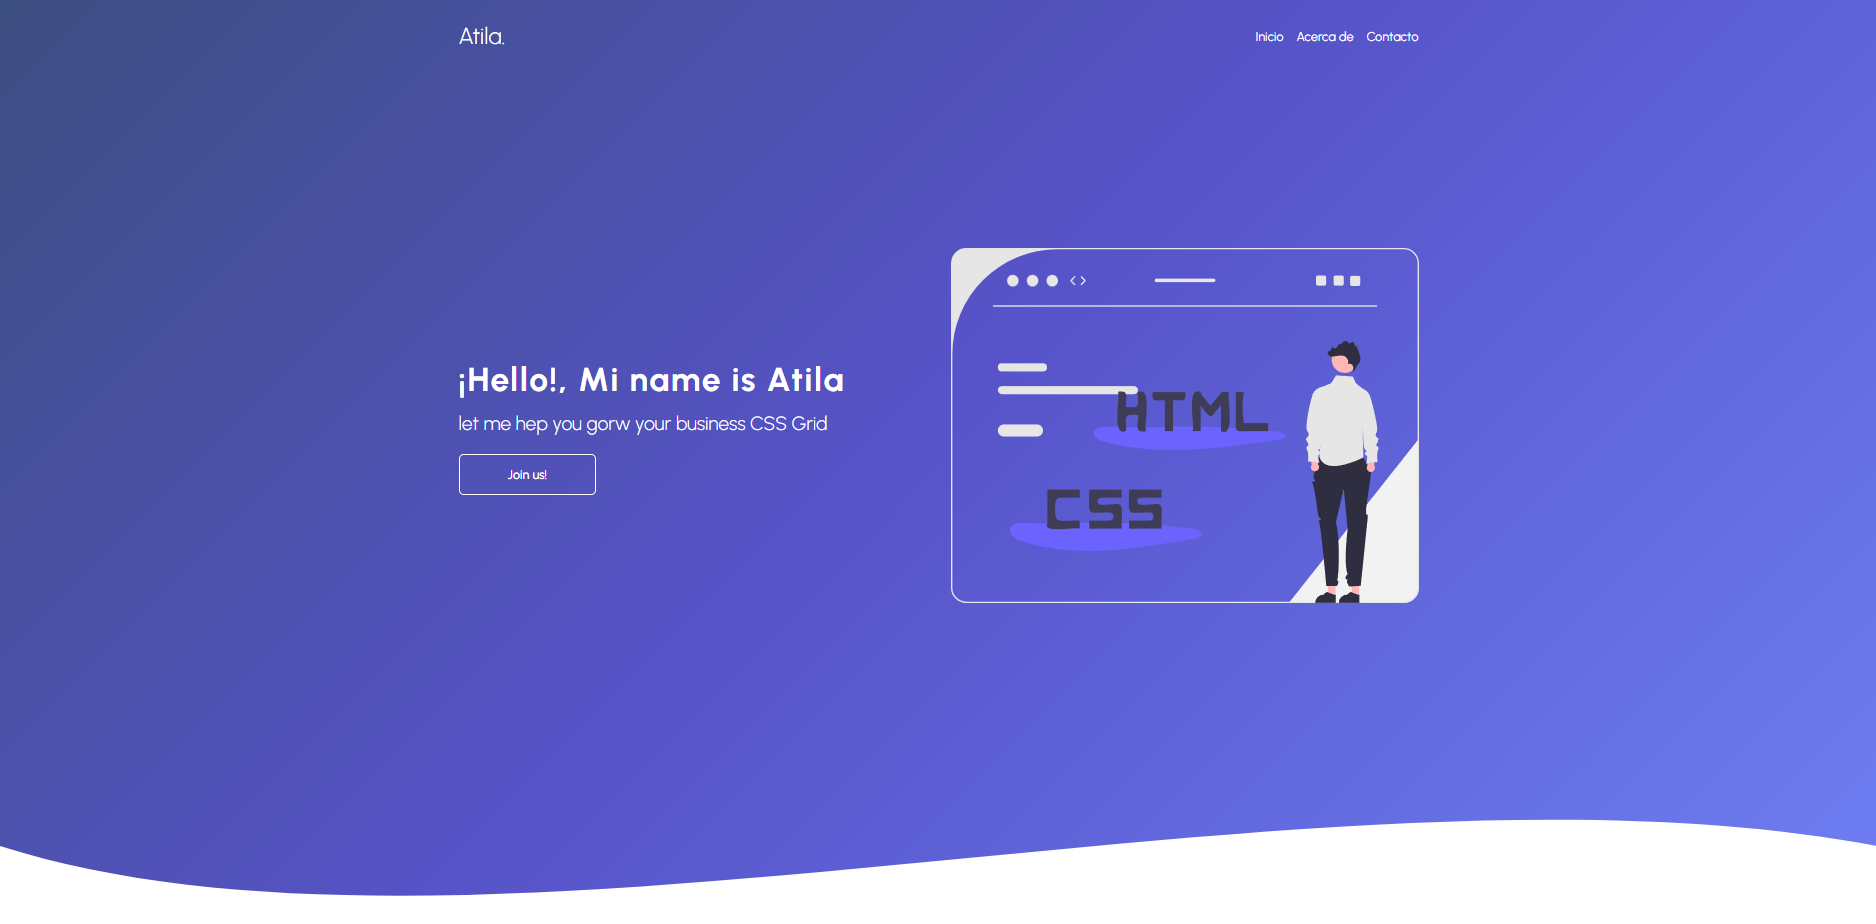 Atila.
Inicio Acerca de Contacto
¡Hello!, Mi name is Atila
let me hep you gorw your business CSS Grid
Join us!
HTML
CSS